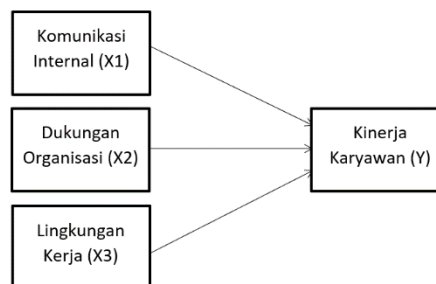 Komunikasi
Internal (X1)
Dukungan
Organisasi (X2)
Kinerja
Karyawan (Y)
Lingkungan
Kerja (X3)